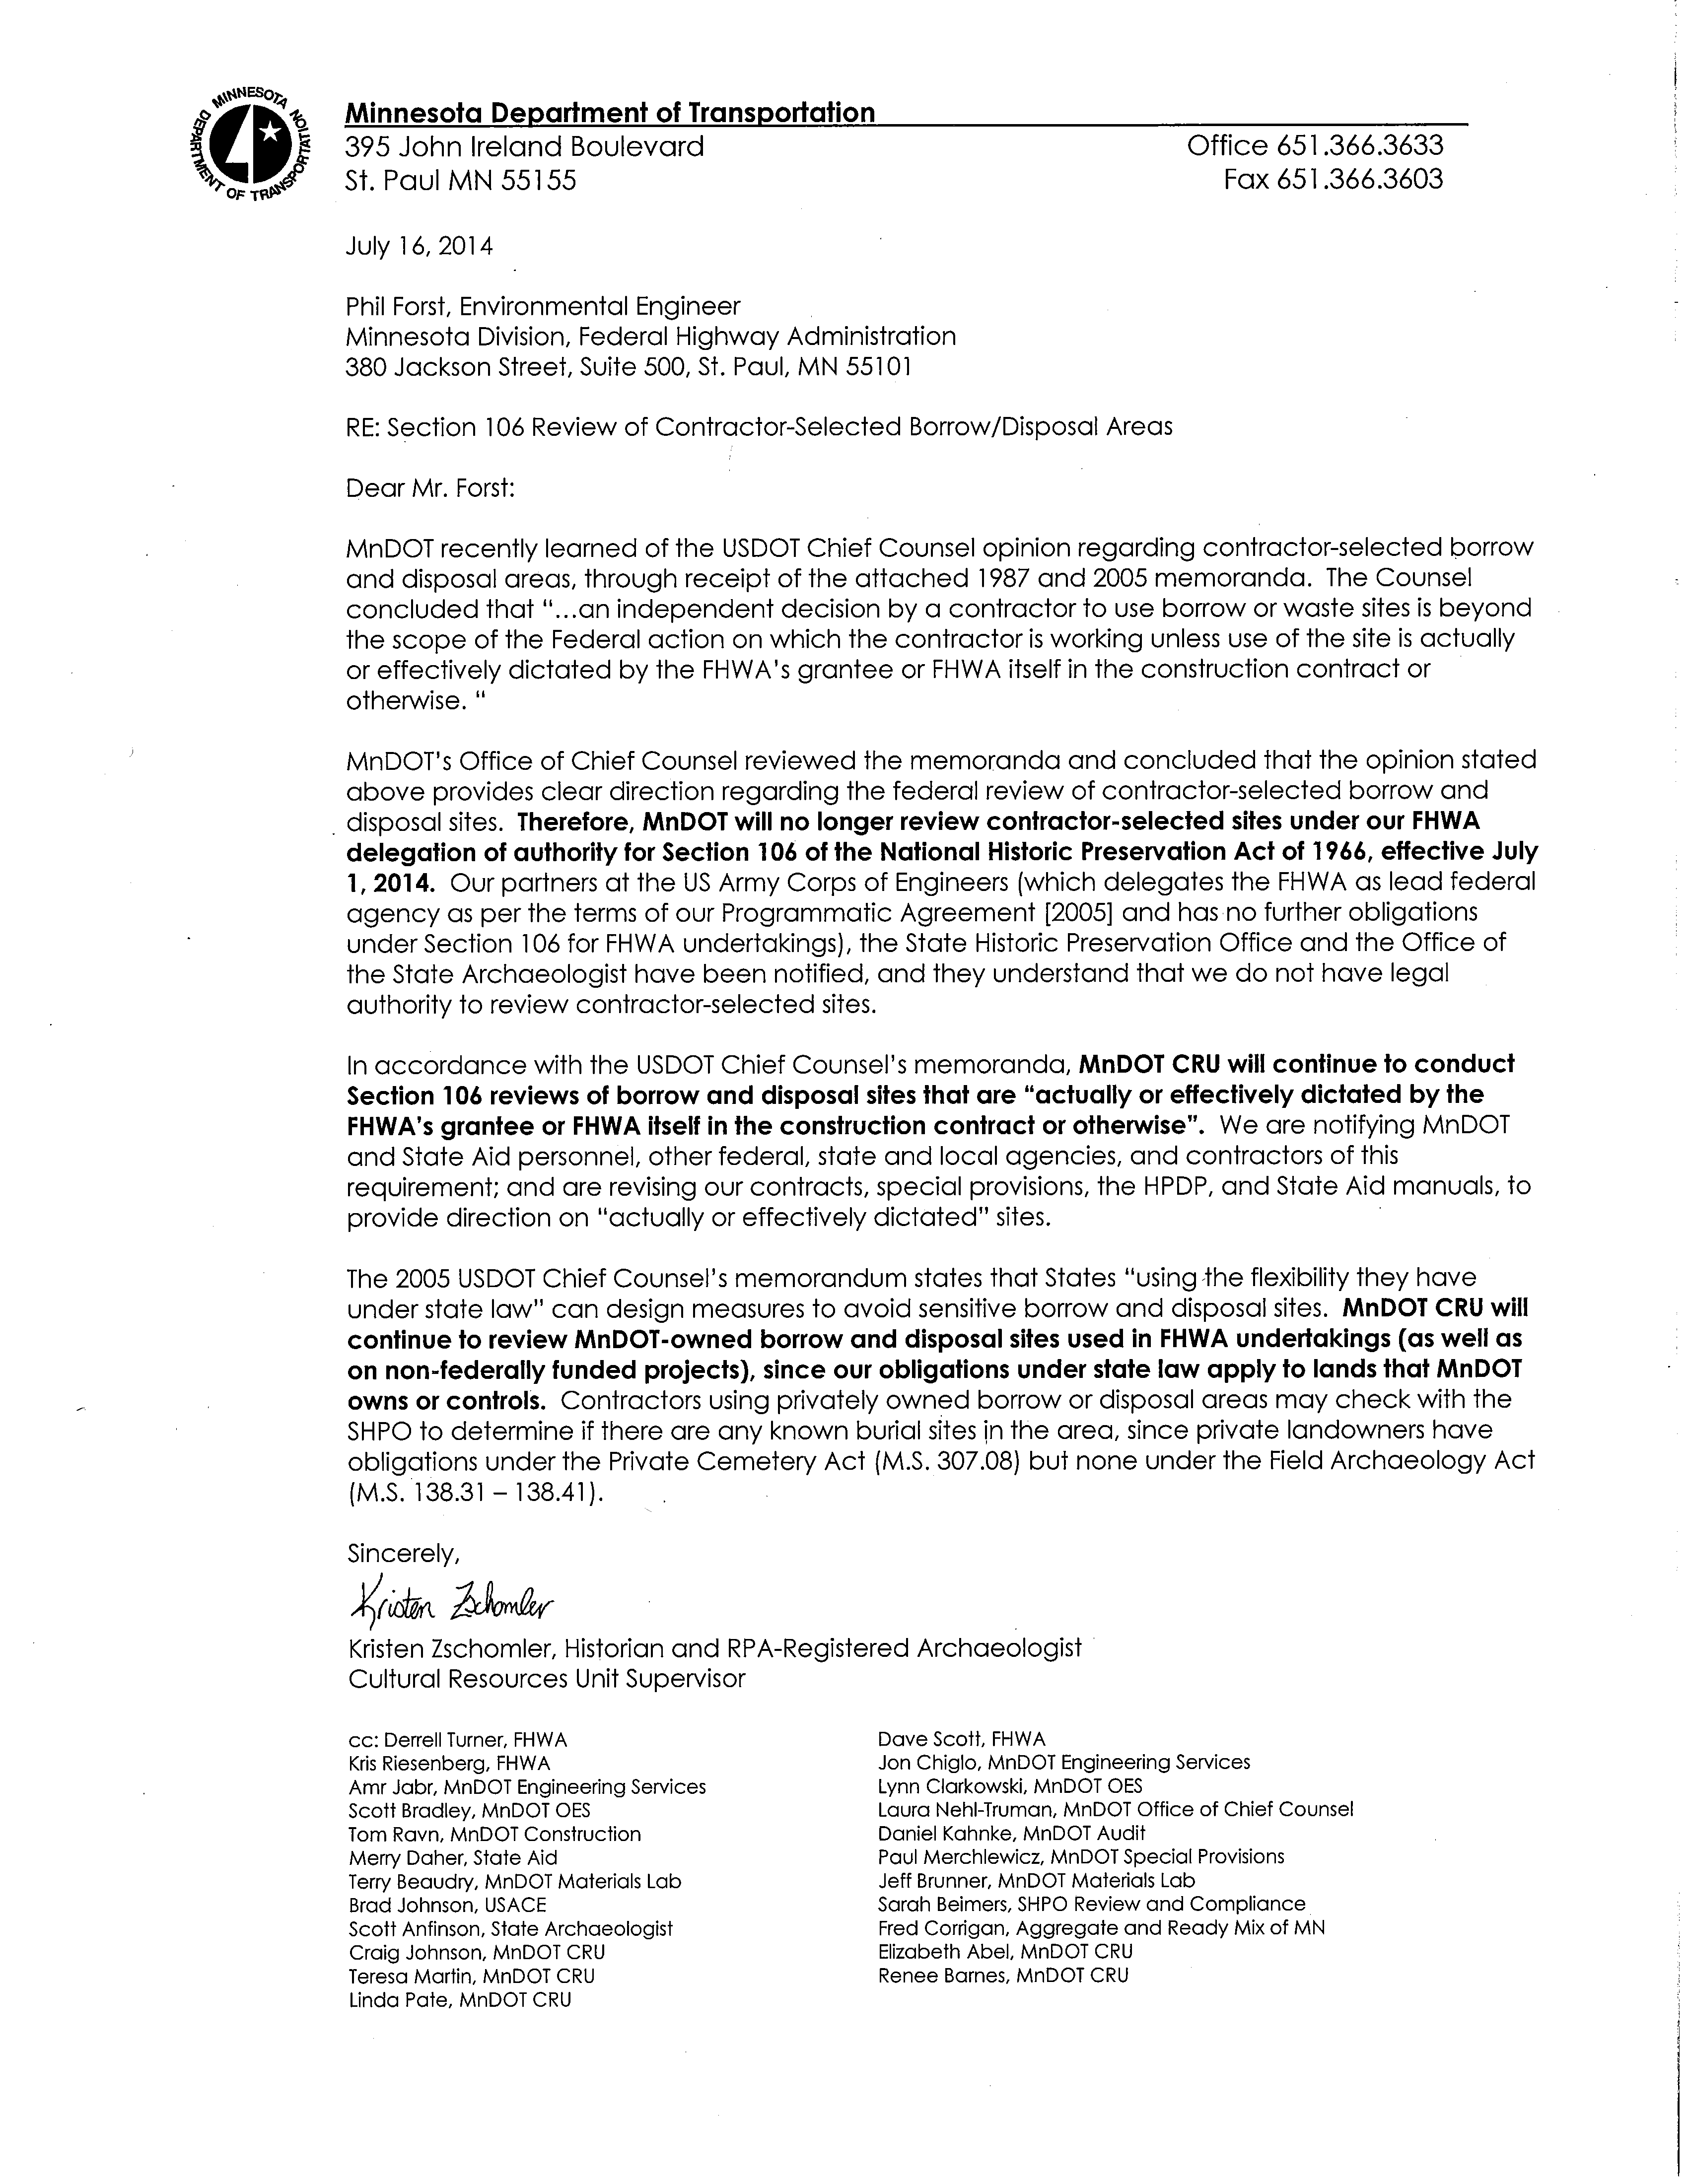 MINNESOTA DEPARTMENT OF TRANSPORTATION
Minnesota Department of Transportation
395 John Ireland Boulevard Office 651.366.3633
St. Paul MN 55155 Fax 651.366.3603
July 16, 2014
Phil Forst, Environmental Engineer
Minnesota Division, Federal Highway Administration
380 Jackson Street, Suite 500, St. Paul, MN 55101
RE: Section 106 Review of Contractor-Selected Borrow/Disposal Areas
Dear Mr. Forst:
MnDOT recently learned of the USDOT Chief Counsel opinion regarding contractor-selected borrow
and disposal areas, through receipt of the attached 1987 and 2005 memoranda. The Counsel
concluded that “...an independent decision by a contractor to use borrow or waste sites is beyond
the scope of the Federal action on which the contractor is working unless use of the site is actually
or effectively dictated by the FHWA's grantee or FHWA itself in the construction contract or
otherwise. “
MnDOT's Office of Chief Counsel reviewed the memoranda and concluded that the opinion stated
above provides clear direction regarding the federal review of contractor-selected borrow and
disposal sites. Therefore, MnDOT will no longer review contractor-selected sites under our FHWA
delegation of authority for Section 106 of the National Historic Preservation Act of 1966, effective July
1, 2014. Our partners at the US Army Corps of Engineers (which delegates the FHWA as lead federal
agency as per the terms of our Programmatic Agreement [2005] and has no further obligations
under Section 106 for FHWA undertakings), the State Historic Preservation Office and the Office of
the State Archaeologist have been notified, and they understand that we do not have legal
authority to review contractor-selected sites.
In accordance with the USDOT Chief Counsel's memoranda, MnDOT CRU will continue to conduct
Section 106 reviews of borrow and disposal sites that are “actually or effectively dictated by the
FHWA's grantee or FHWA itself in the construction contract or otherwise”. We are notifying MnDOT
and State Aid personnel, other federal, state and local agencies, and contractors of this
requirement; and are revising our contracts, special provisions, the HPDP, and State Aid manuals, to
provide direction on “actually or effectively dictated” sites.
The 2005 USDOT Chief Counsel's memorandum states that States “using the flexibility they have
under state law” can design measures to avoid sensitive borrow and disposal sites. MnDOT CRU will
continue to review MnDOT-owned borrow and disposal sites used in FHWA undertakings (as well as
on non-federally funded projects), since our obligations under state law apply to lands that MnDOT
owns or controls. Contractors using privately owned borrow or disposal areas may check with the
SHPO to determine if there are any known burial sites in the area, since private landowners have
obligations under the Private Cemetery Act (M.S. 307.08) but none under the Field Archaeology Act
(M.S. 138.31 – 138.41).
Sincerely,
Kristen Zschomler
Kristen Zschomler, Historian and RPA-Registered Archaeologist
Cultural Resources Unit Supervisor
cc: Derrell Turner, FHWA
Kris Riesenberg, FHWA
Amr Jabr, MnDOT Engineering Services
Scott Bradley, MnDOT OES
Tom Ravn, MnDOT Construction
Merry Daher, State Aid
Terry Beaudry, MnDOT Materials Lab
Brad Johnson, USACE
Scott Anfinson, State Archaeologist
Craig Johnson, MnDOT CRU
Teresa Martin, MnDOT CRU
Linda Pate, MnDOT CRU
Dave Scott, FHWA
Jon Chiglo, MnDOT Engineering Services
Lynn Clarkowski, MnDOT OES
Laura Nehl-Truman, MnDOT Office of Chief Counsel
Daniel Kahnke, MnDOT Audit
Paul Merchlewicz, MnDOT Special Provisions
Jeff Brunner, MnDOT Materials Lab
Sarah Beimers, SHPO Review and Compliance
Fred Corrigan, Aggregate and Ready Mix of MN
Elizabeth Abel, MnDOT CRU
Renee Barnes, MnDOT CRU